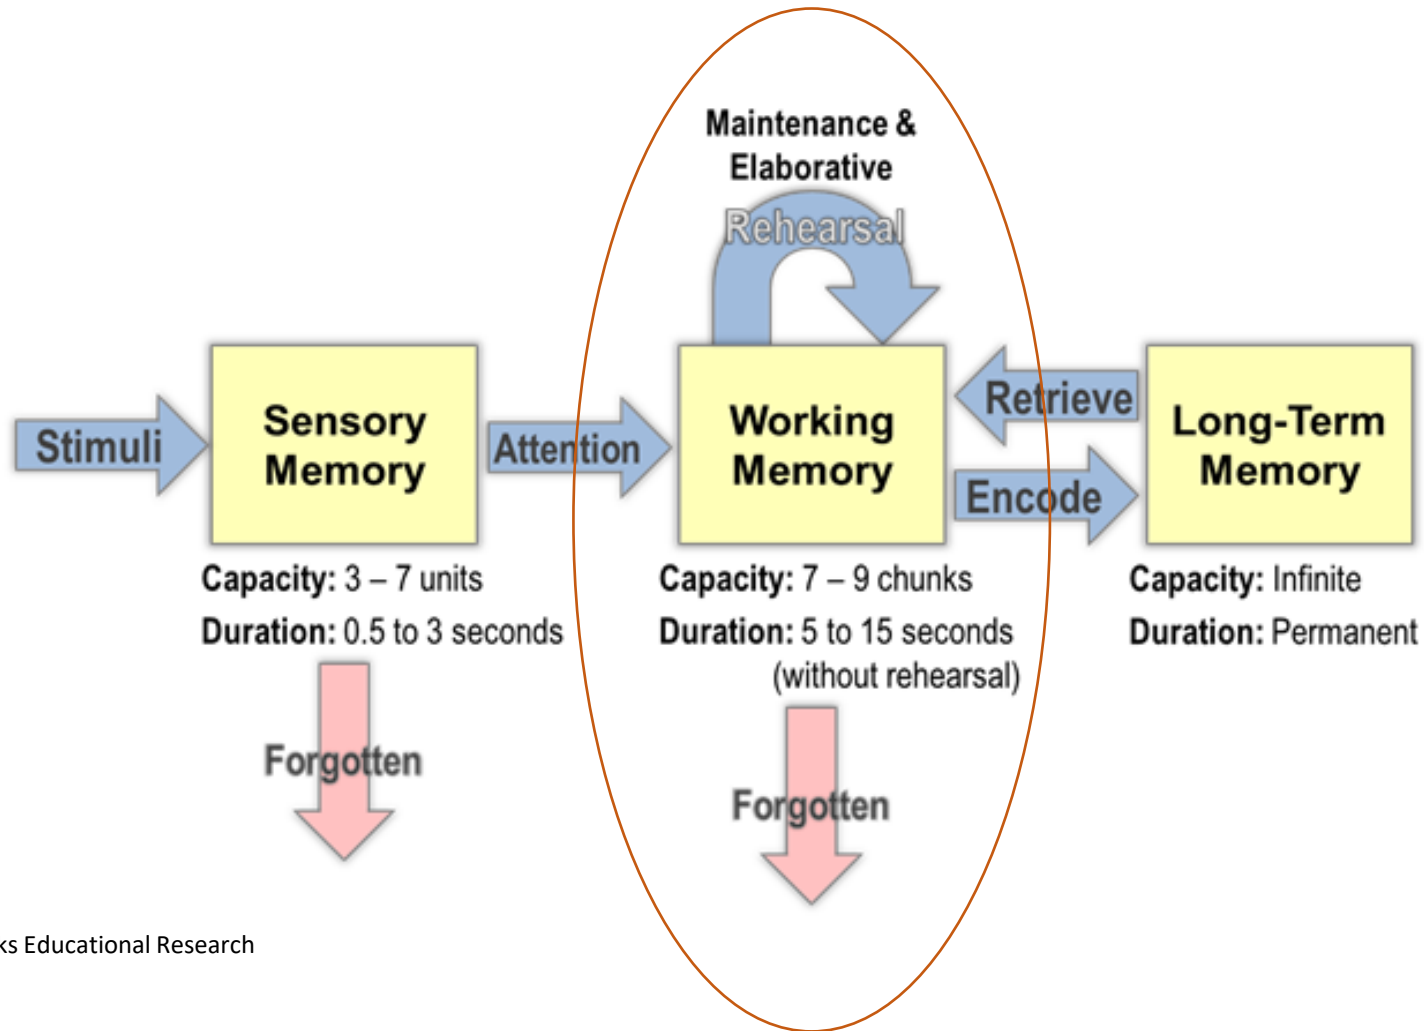 Maintenance &
Elaborative
Rehearsal
Stimuli
Sensory
Memory
Attention
Working
Memory
Retrieve
Encode
Long-Term
Memory
Capacity: 3 – 7 units
Duration: 0.5 to 3 seconds
Capacity: 7 – 9 chunks
Duration: 5 to 15 seconds
(without rehearsal)
Capacity: Infinite
Duration: Permanent
Forgotten
Forgotten
Educational Research